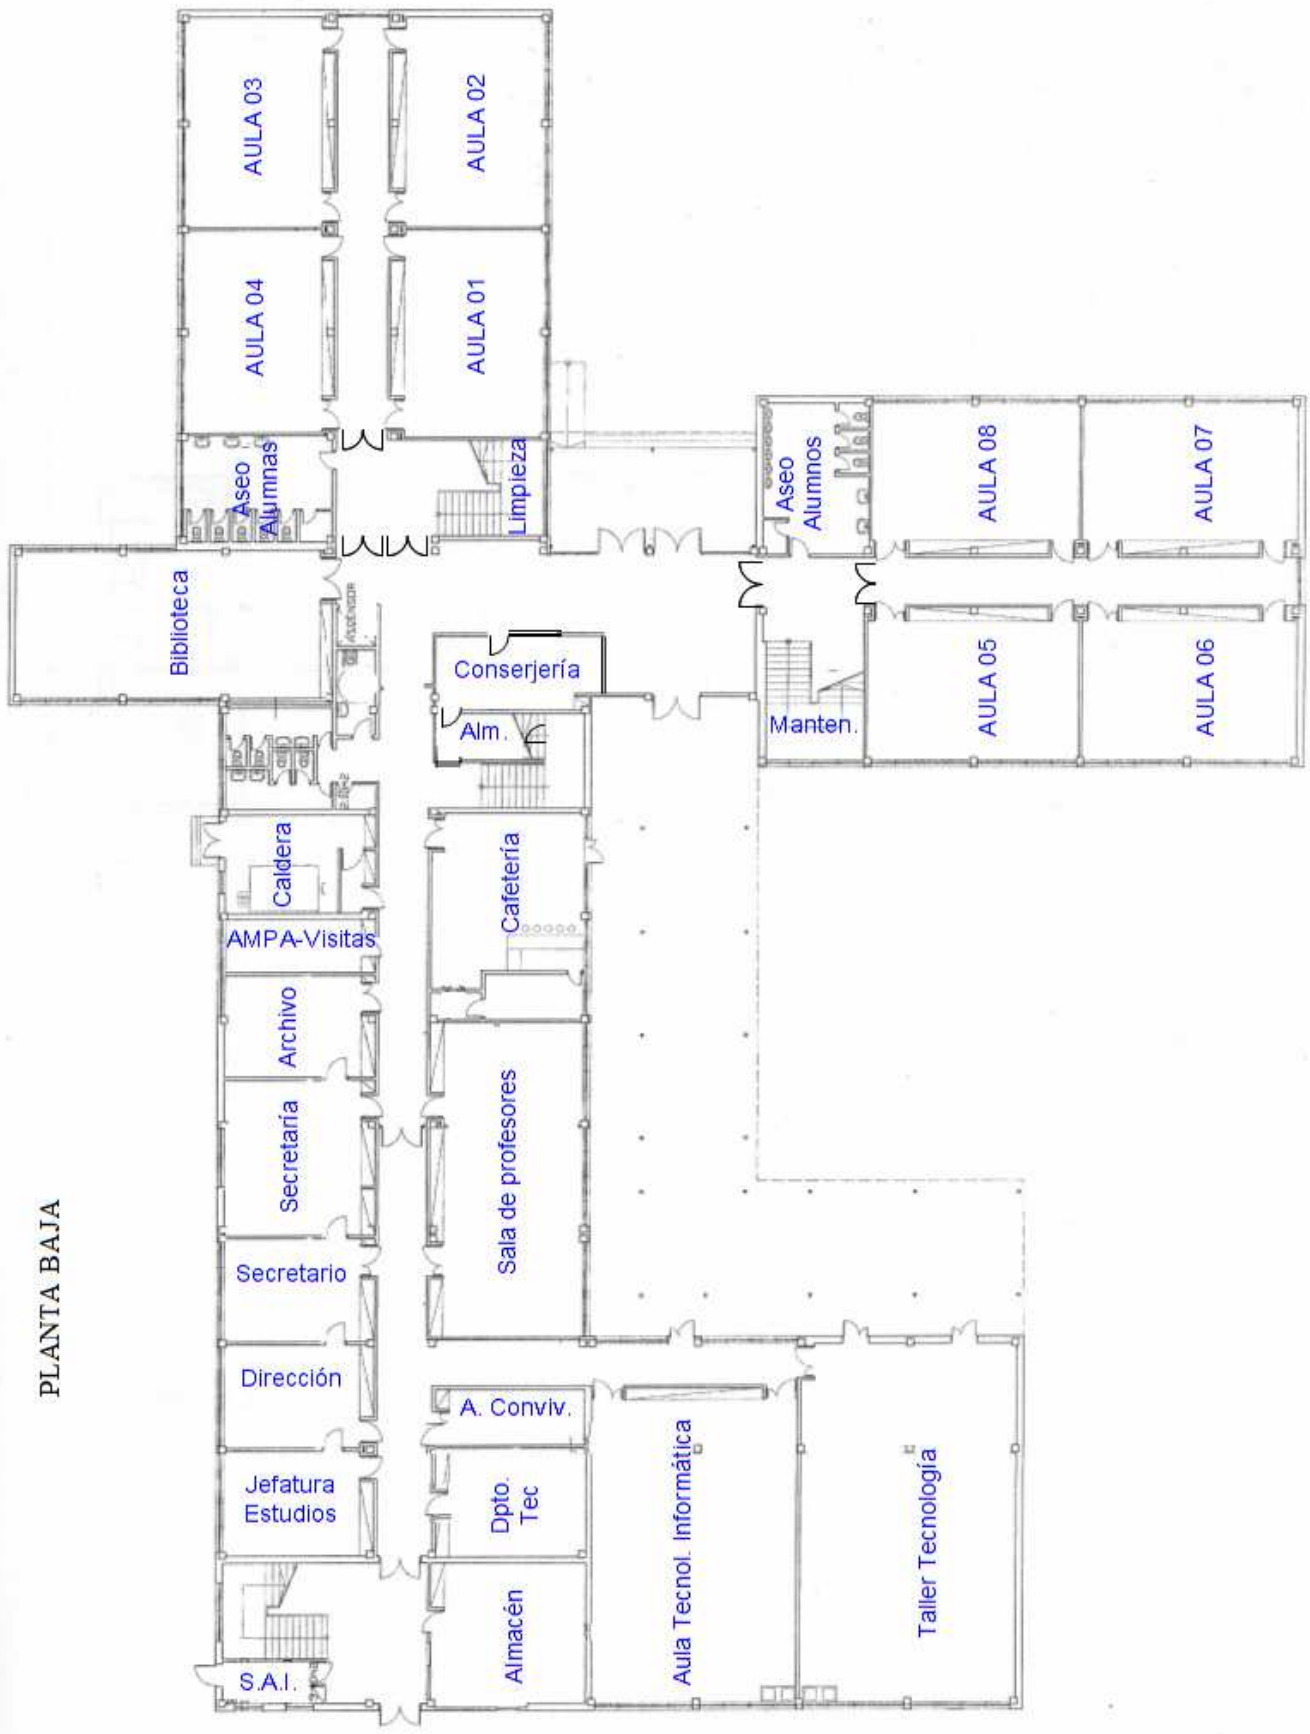 AULA 03
AULA 02
AULA 04
AULA 01
Aseo
Alumnas
Limpieza
Aseo
Alumnos
AULA 08
AULA 07
Biblioteca
ASCENSOR
Conserjería
AULA 05
AULA 06
Alm.
Manten.
Caldera
Cafetería
AMPA-Visitas
Archivo
Secretaría
Sala de profesores
PLANTA BAJA
Secretario
Dirección
A. Conviv.
Jefatura
Estudios
Dpto.
Tec
Aula Tecnol. Informática
Taller Tecnología
Almacén
S.A.I.